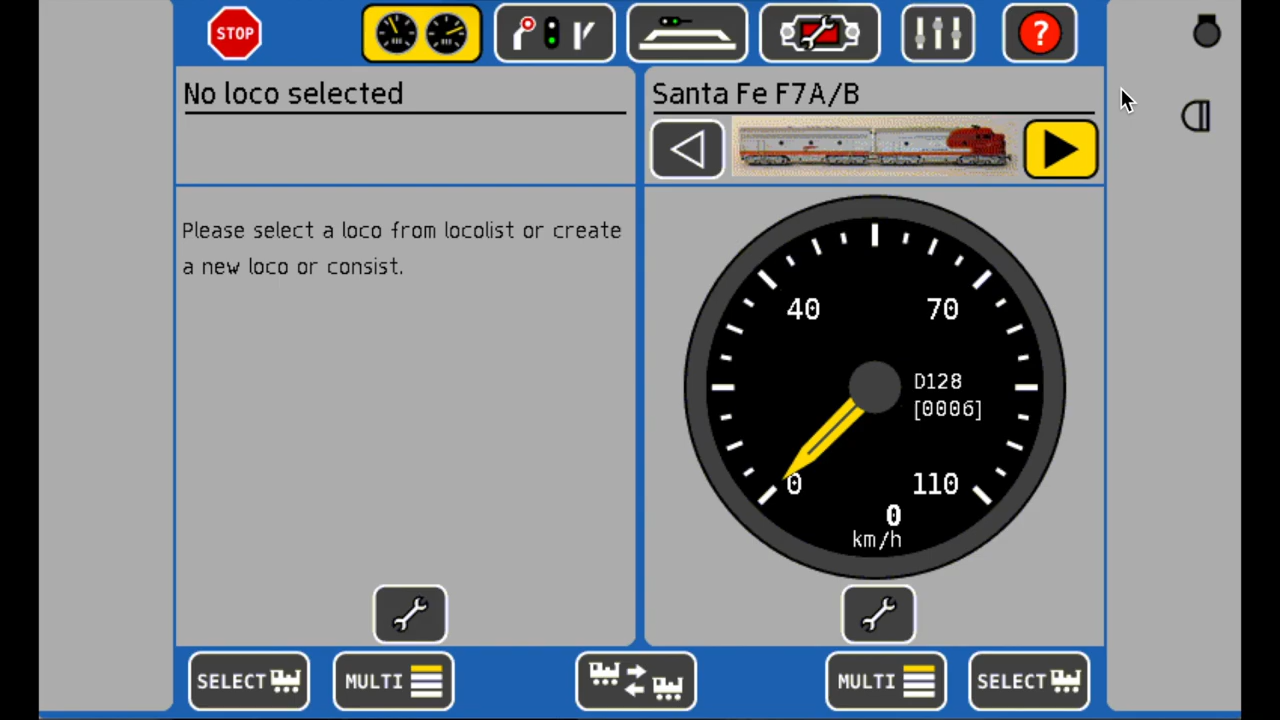 STOP
?
No loco selected
Santa Fe F7A/B
Please select a loco from locolist or create
a new loco or consist.
40
70
D128
[0006]
0
110
0
km/h
SELECT
MULTI
MULTI
SELECT